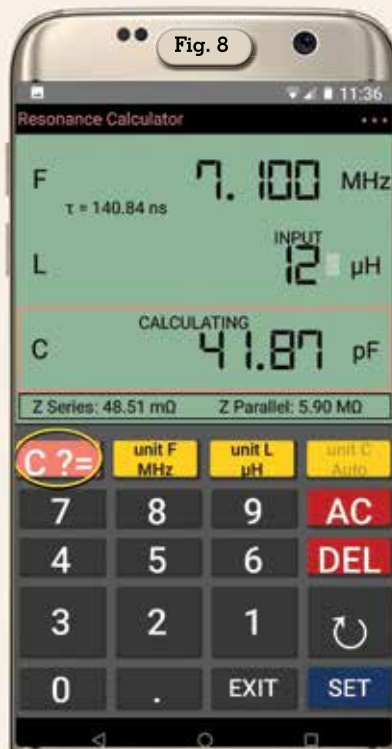 Fig. 8
11:36
Resonance Calculator
F 7.100 MHz
τ = 140.84 ns
INPUT
L 12 µH
CALCULATING
C 41.87 pF
Z Series: 48.51 mΩ Z Parallel: 5.90 MΩ
C ?= unit F MHz unit L µH unit C Auto
7 8 9 AC
4 5 6 DEL
3 2 1
0 . EXIT SET